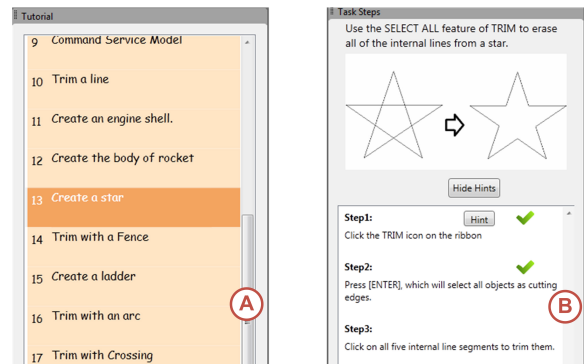 Tutorial
9 Command Service Model
10 Trim a line
11 Create an engine shell.
12 Create the body of rocket
13 Create a star
14 Trim with a Fence
15 Create a ladder
16 Trim with an arc
17 Trim with Crossing
A
Task Steps
Use the SELECT ALL feature of TRIM to erase
all of the internal lines from a star.
Hide Hints
Step1:
Hint
Click the TRIM icon on the ribbon
Step2:
Press [ENTER], which will select all objects as cutting
edges.
B
Step3:
Click on all five internal line segments to trim them.